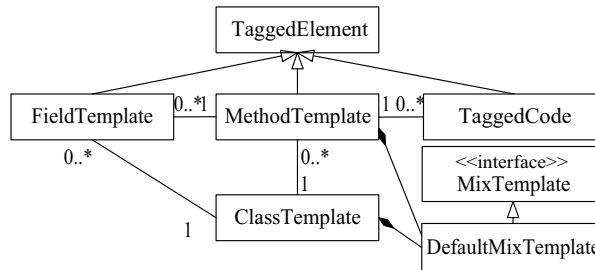 TaggedElement
FieldTemplate
0..*
1
MethodTemplate
1
0..*
TaggedCode
0..*
0..*
<<interface>>
MixTemplate
1
1
ClassTemplate
DefaultMixTemplate